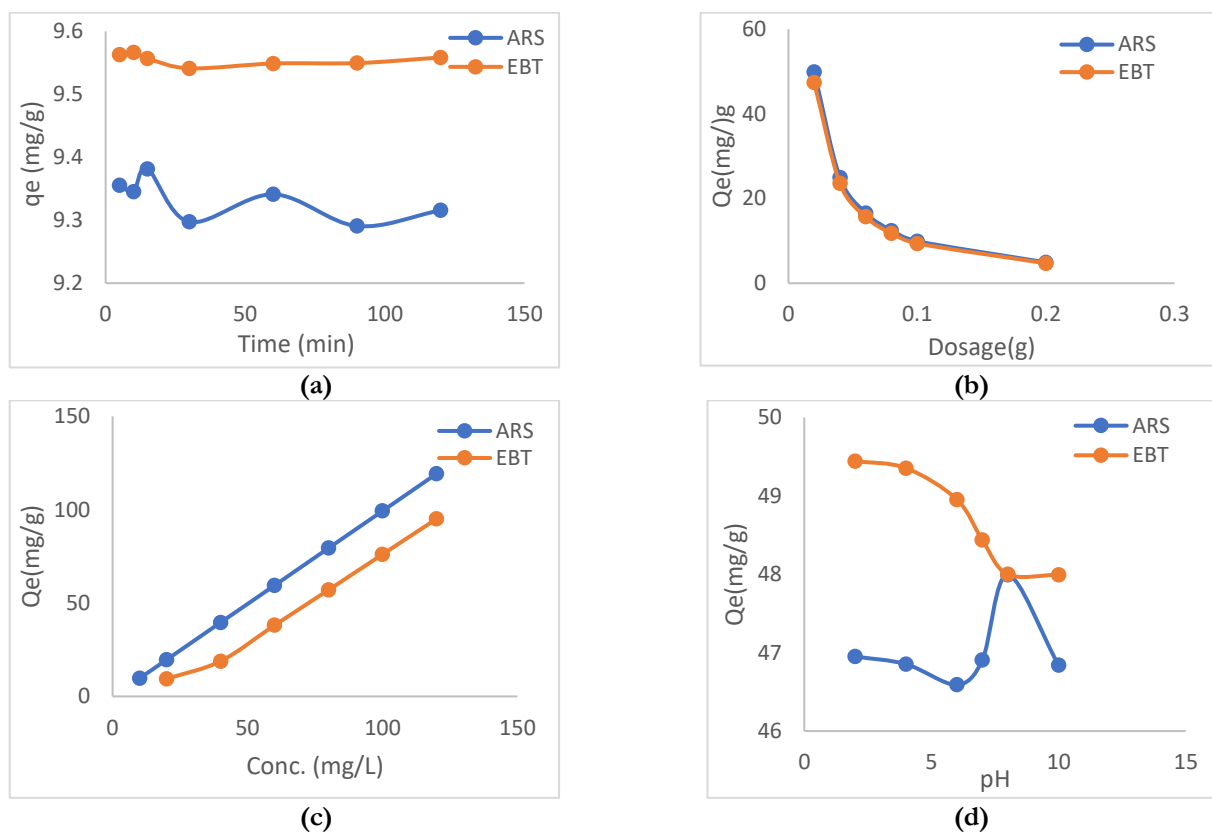 9.6
9.5
9.4
9.3
9.2
0
50
100
150
qe (mg/g)
Time (min)
ARS
EBT
(a)
60
40
20
0
0
0.1
0.2
0.3
Qe(mg/)g
Dosage(g)
ARS
EBT
(b)
150
100
50
0
0
50
100
150
Qe(mg/g)
Conc. (mg/L)
ARS
EBT
(c)
50
49
48
47
46
0
5
10
15
Qe(mg/g)
pH
ARS
EBT
(d)